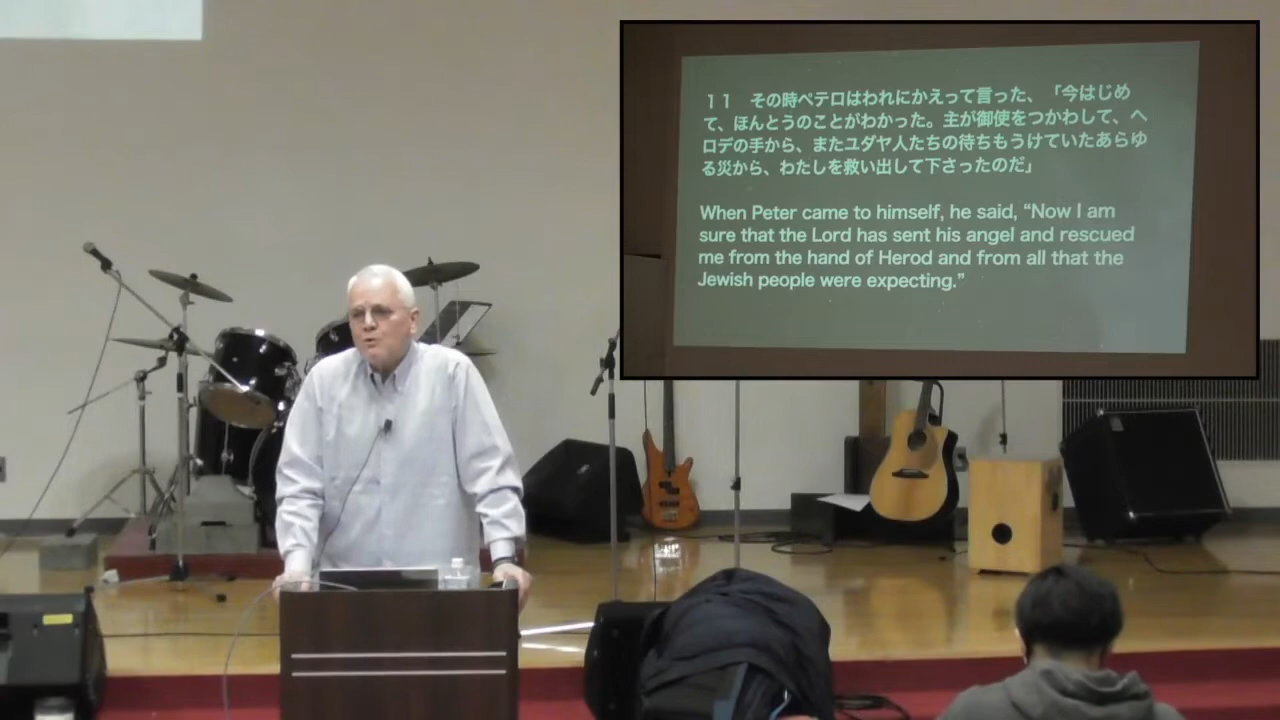 １１　その時ペテロはわれにかえって言った、「今はじめ
て、ほんとうのことがわかった。主が御使をつかわして、ヘ
ロデの手から、またユダヤ人たちの待ちもうけていたあらゆ
る災から、わたしを救い出して下さったのだ」
When Peter came to himself, he said, “Now I am
sure that the Lord has sent his angel and rescued
me from the hand of Herod and from all that the
Jewish people were expecting.”